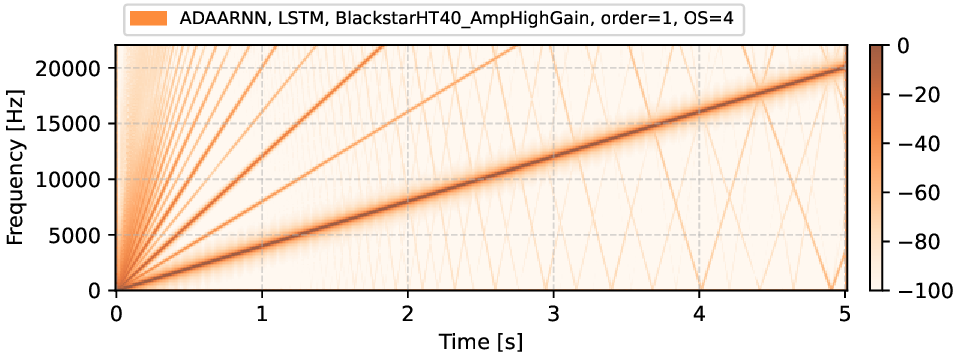 ADAARNN, LSTM, BlackstarHT40_AmpHighGain, order=1, OS=4
Frequency [Hz]
20000
15000
10000
5000
0
0 1 2 3 4 5
Time [s]
0
−20
−40
−60
−80
−100